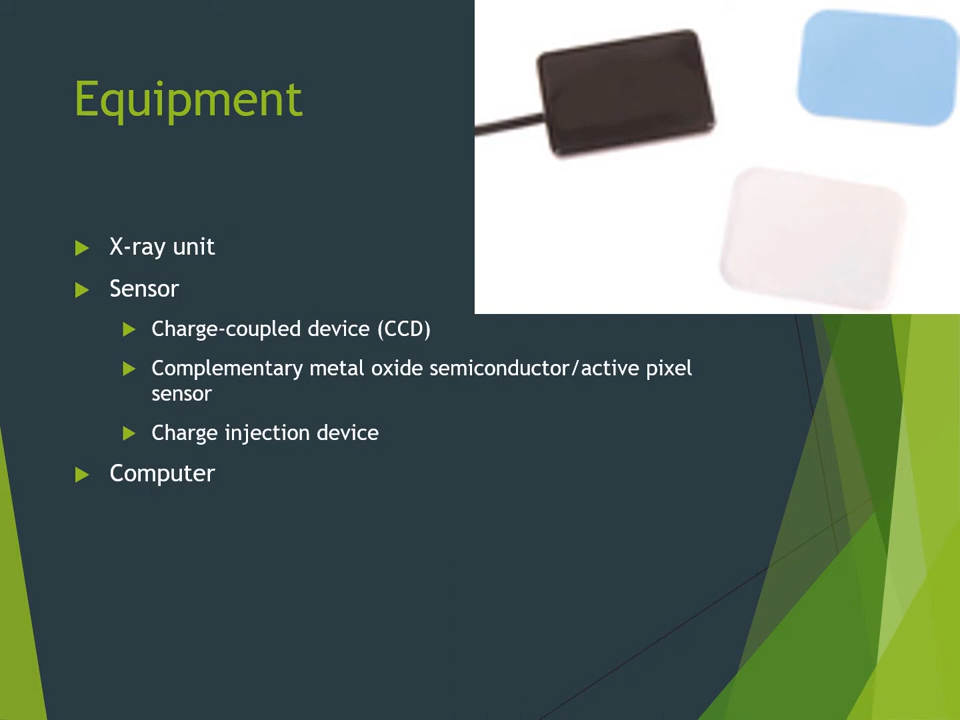 Equipment
X-ray unit
Sensor
Charge-coupled device (CCD)
Complementary metal oxide semiconductor/active pixel
sensor
Charge injection device
Computer